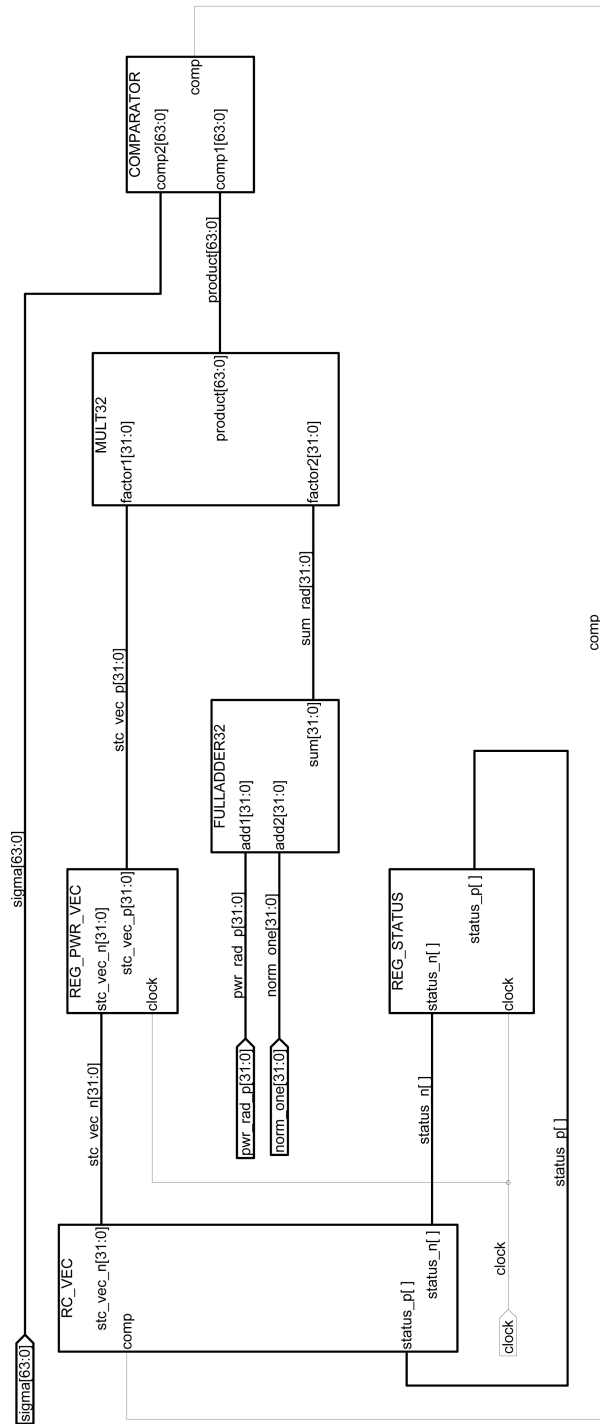 sigma[63:0]
sigma[63:0]
RC_VEC
stc_vec_n[31:0]
comp
status_p[ ]
status_n[ ]
stc_vec_n[31:0]
REG_PWR_VEC
stc_vec_n[31:0]
stc_vec_p[31:0]
clock
stc_vec_p[31:0]
MULT32
factor1[31:0]
product[63:0]
factor2[31:0]
product[63:0]
COMPARATOR
comp2[63:0]
comp
comp1[63:0]
pwr_rad_p[31:0]
pwr_rad_p[31:0]
norm_one[31:0]
norm_one[31:0]
FULLADDER32
add1[31:0]
add2[31:0]
sum[31:0]
sum_rad[31:0]
status_n[ ]
REG_STATUS
status_n[ ]
status_p[ ]
clock
clock
clock
status_p[ ]
comp